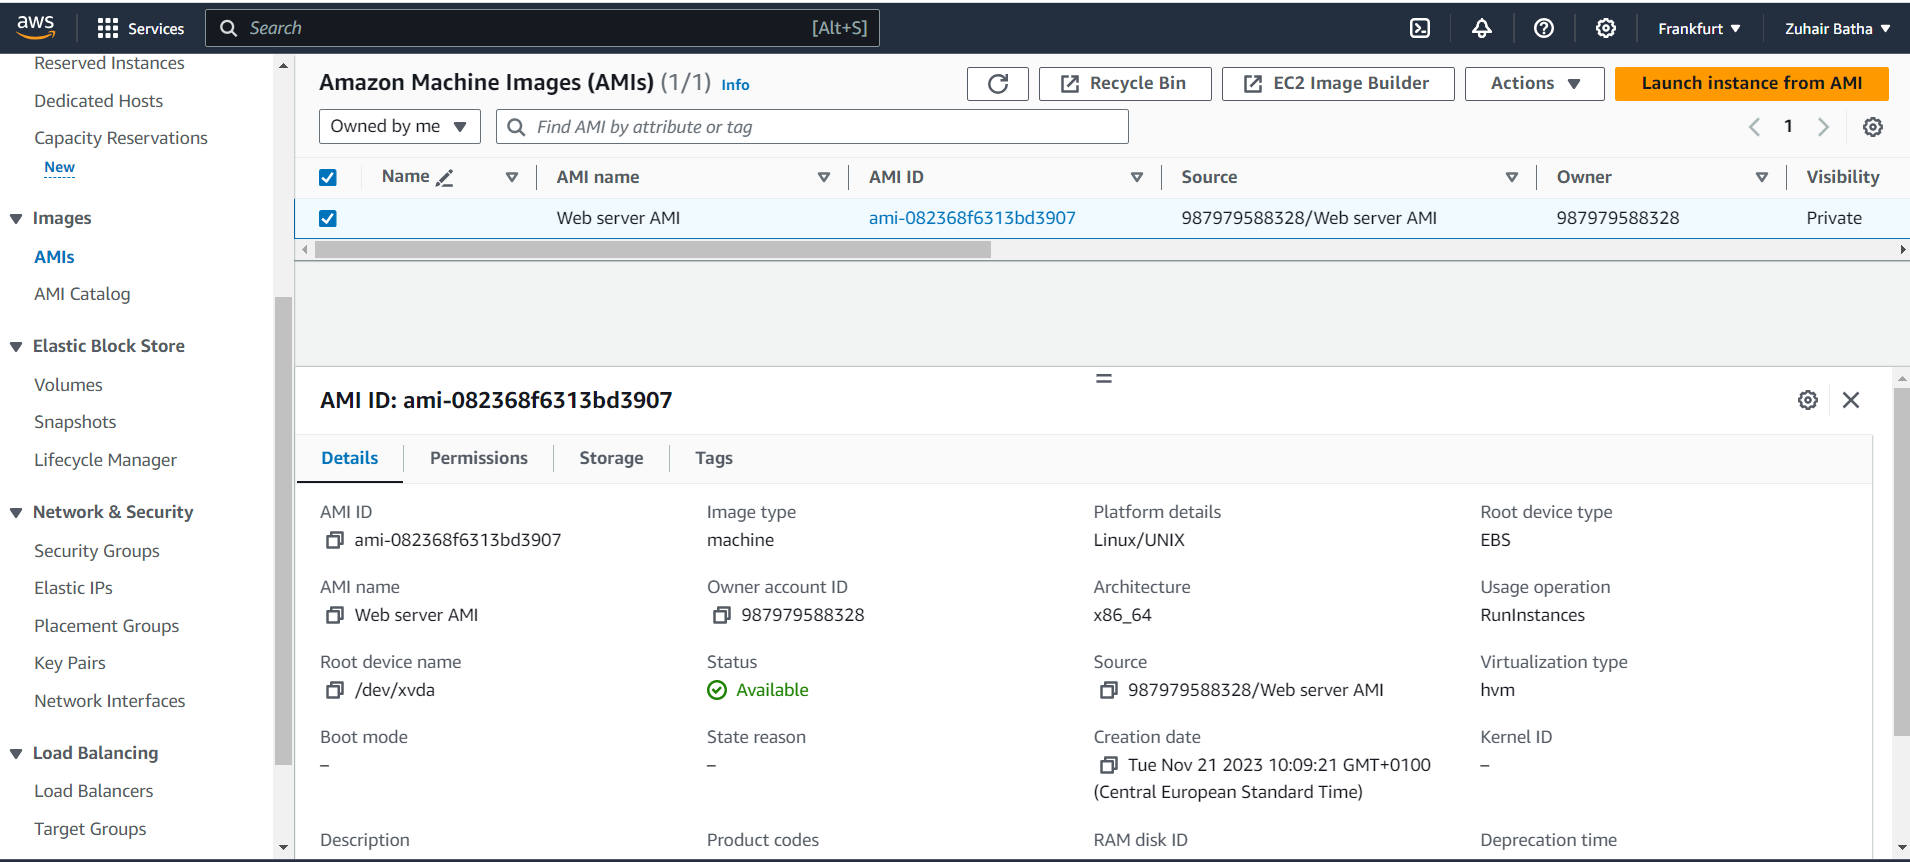 aws Services Search [Alt+S] Frankfurt Zuhair Batha
Reserved Instances
Dedicated Hosts
Capacity Reservations
New
Images
AMIs
AMI Catalog
Elastic Block Store
Volumes
Snapshots
Lifecycle Manager
Network & Security
Security Groups
Elastic IPs
Placement Groups
Key Pairs
Network Interfaces
Load Balancing
Load Balancers
Target Groups
Amazon Machine Images (AMIs) (1/1) Info Recycle Bin EC2 Image Builder Actions Launch instance from AMI
Owned by me Find AMI by attribute or tag 1
Name AMI name AMI ID Source Owner Visibility
Web server AMI ami-082368f6313bd3907 987979588328/Web server AMI 987979588328 Private
AMI ID: ami-082368f6313bd3907
Details Permissions Storage Tags
AMI ID Image type Platform details Root device type
ami-082368f6313bd3907 machine Linux/UNIX EBS
AMI name Owner account ID Architecture Usage operation
Web server AMI 987979588328 x86_64 RunInstances
Root device name Status Source Virtualization type
/dev/xvda Available 987979588328/Web server AMI hvm
Boot mode State reason Creation date Kernel ID
– – Tue Nov 21 2023 10:09:21 GMT+0100 –
(Central European Standard Time)
Description Product codes RAM disk ID Deprecation time